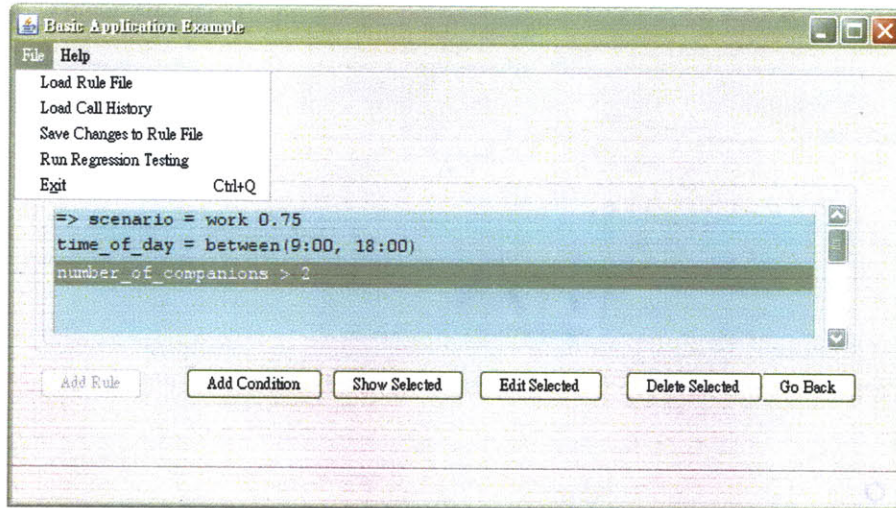 Basic Application Example
File Help
Load Rule File
Load Call History
Save Changes to Rule File
Run Regression Testing
Exit Ctrl+Q
=> scenario = work 0.75
time_of_day = between(9:00, 18:00)
number_of_companions > 2
Add Rule Add Condition Show Selected Edit Selected Delete Selected Go Back